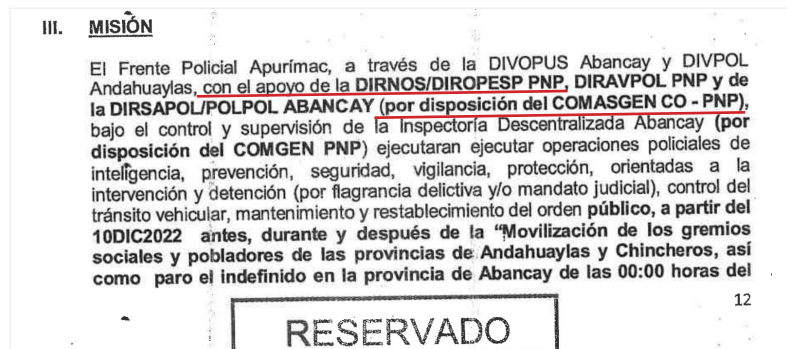 III. MISIÓN
El Frente Policial Apurímac, a través de la DIVOPUS Abancay y DIVPOL
Andahuaylas, con el apoyo de la DIRNOS/DIROPESP PNP, DIRAVPOL PNP y de
la DIRSAPOL/POLPOL ABANCAY (por disposición del COMASGEN CO - PNP),
bajo el control y supervisión de la Inspectoría Descentralizada Abancay (por
disposición del COMGEN PNP) ejecutaran ejecutar operaciones policiales de
inteligencia, prevención, seguridad, vigilancia, protección, orientadas a la
intervención y detención (por flagrancia delictiva y/o mandato judicial), control del
tránsito vehicular, mantenimiento y restablecimiento del orden público, a partir del
10DIC2022 antes, durante y después de la “Movilización de los gremios
sociales y pobladores de las provincias de Andahuaylas y Chincheros, así
como paro el indefinido en la provincia de Abancay de las 00:00 horas del
12
RESERVADO